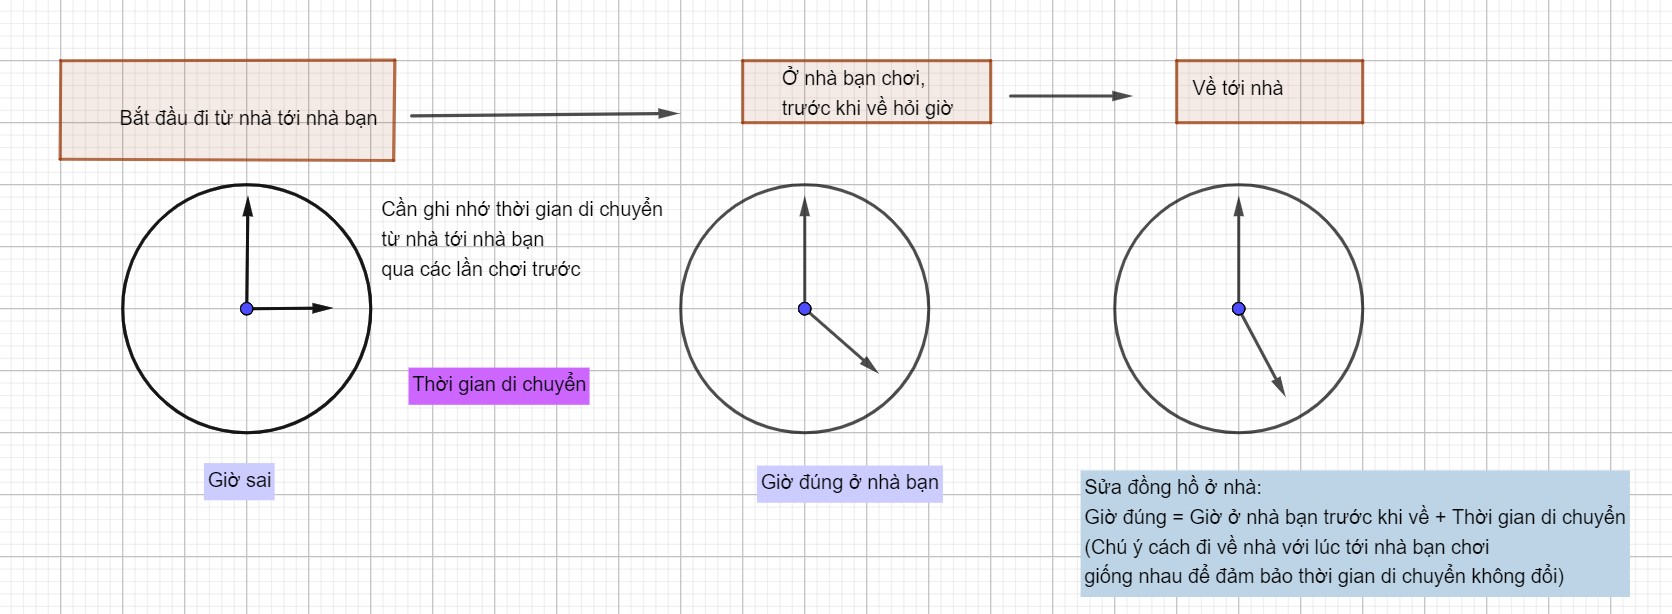 Bắt đầu đi từ nhà tới nhà bạn
Ở nhà bạn chơi,
trước khi về hỏi giờ
Về tới nhà
Cần ghi nhớ thời gian di chuyển
từ nhà tới nhà bạn
qua các lần chơi trước
Thời gian di chuyển
Giờ sai
Giờ đúng ở nhà bạn
Sửa đồng hồ ở nhà:
Giờ đúng = Giờ ở nhà bạn trước khi về + Thời gian di chuyển
(Chú ý cách đi về nhà với lúc tới nhà bạn chơi
giống nhau để đảm bảo thời gian di chuyển không đổi)